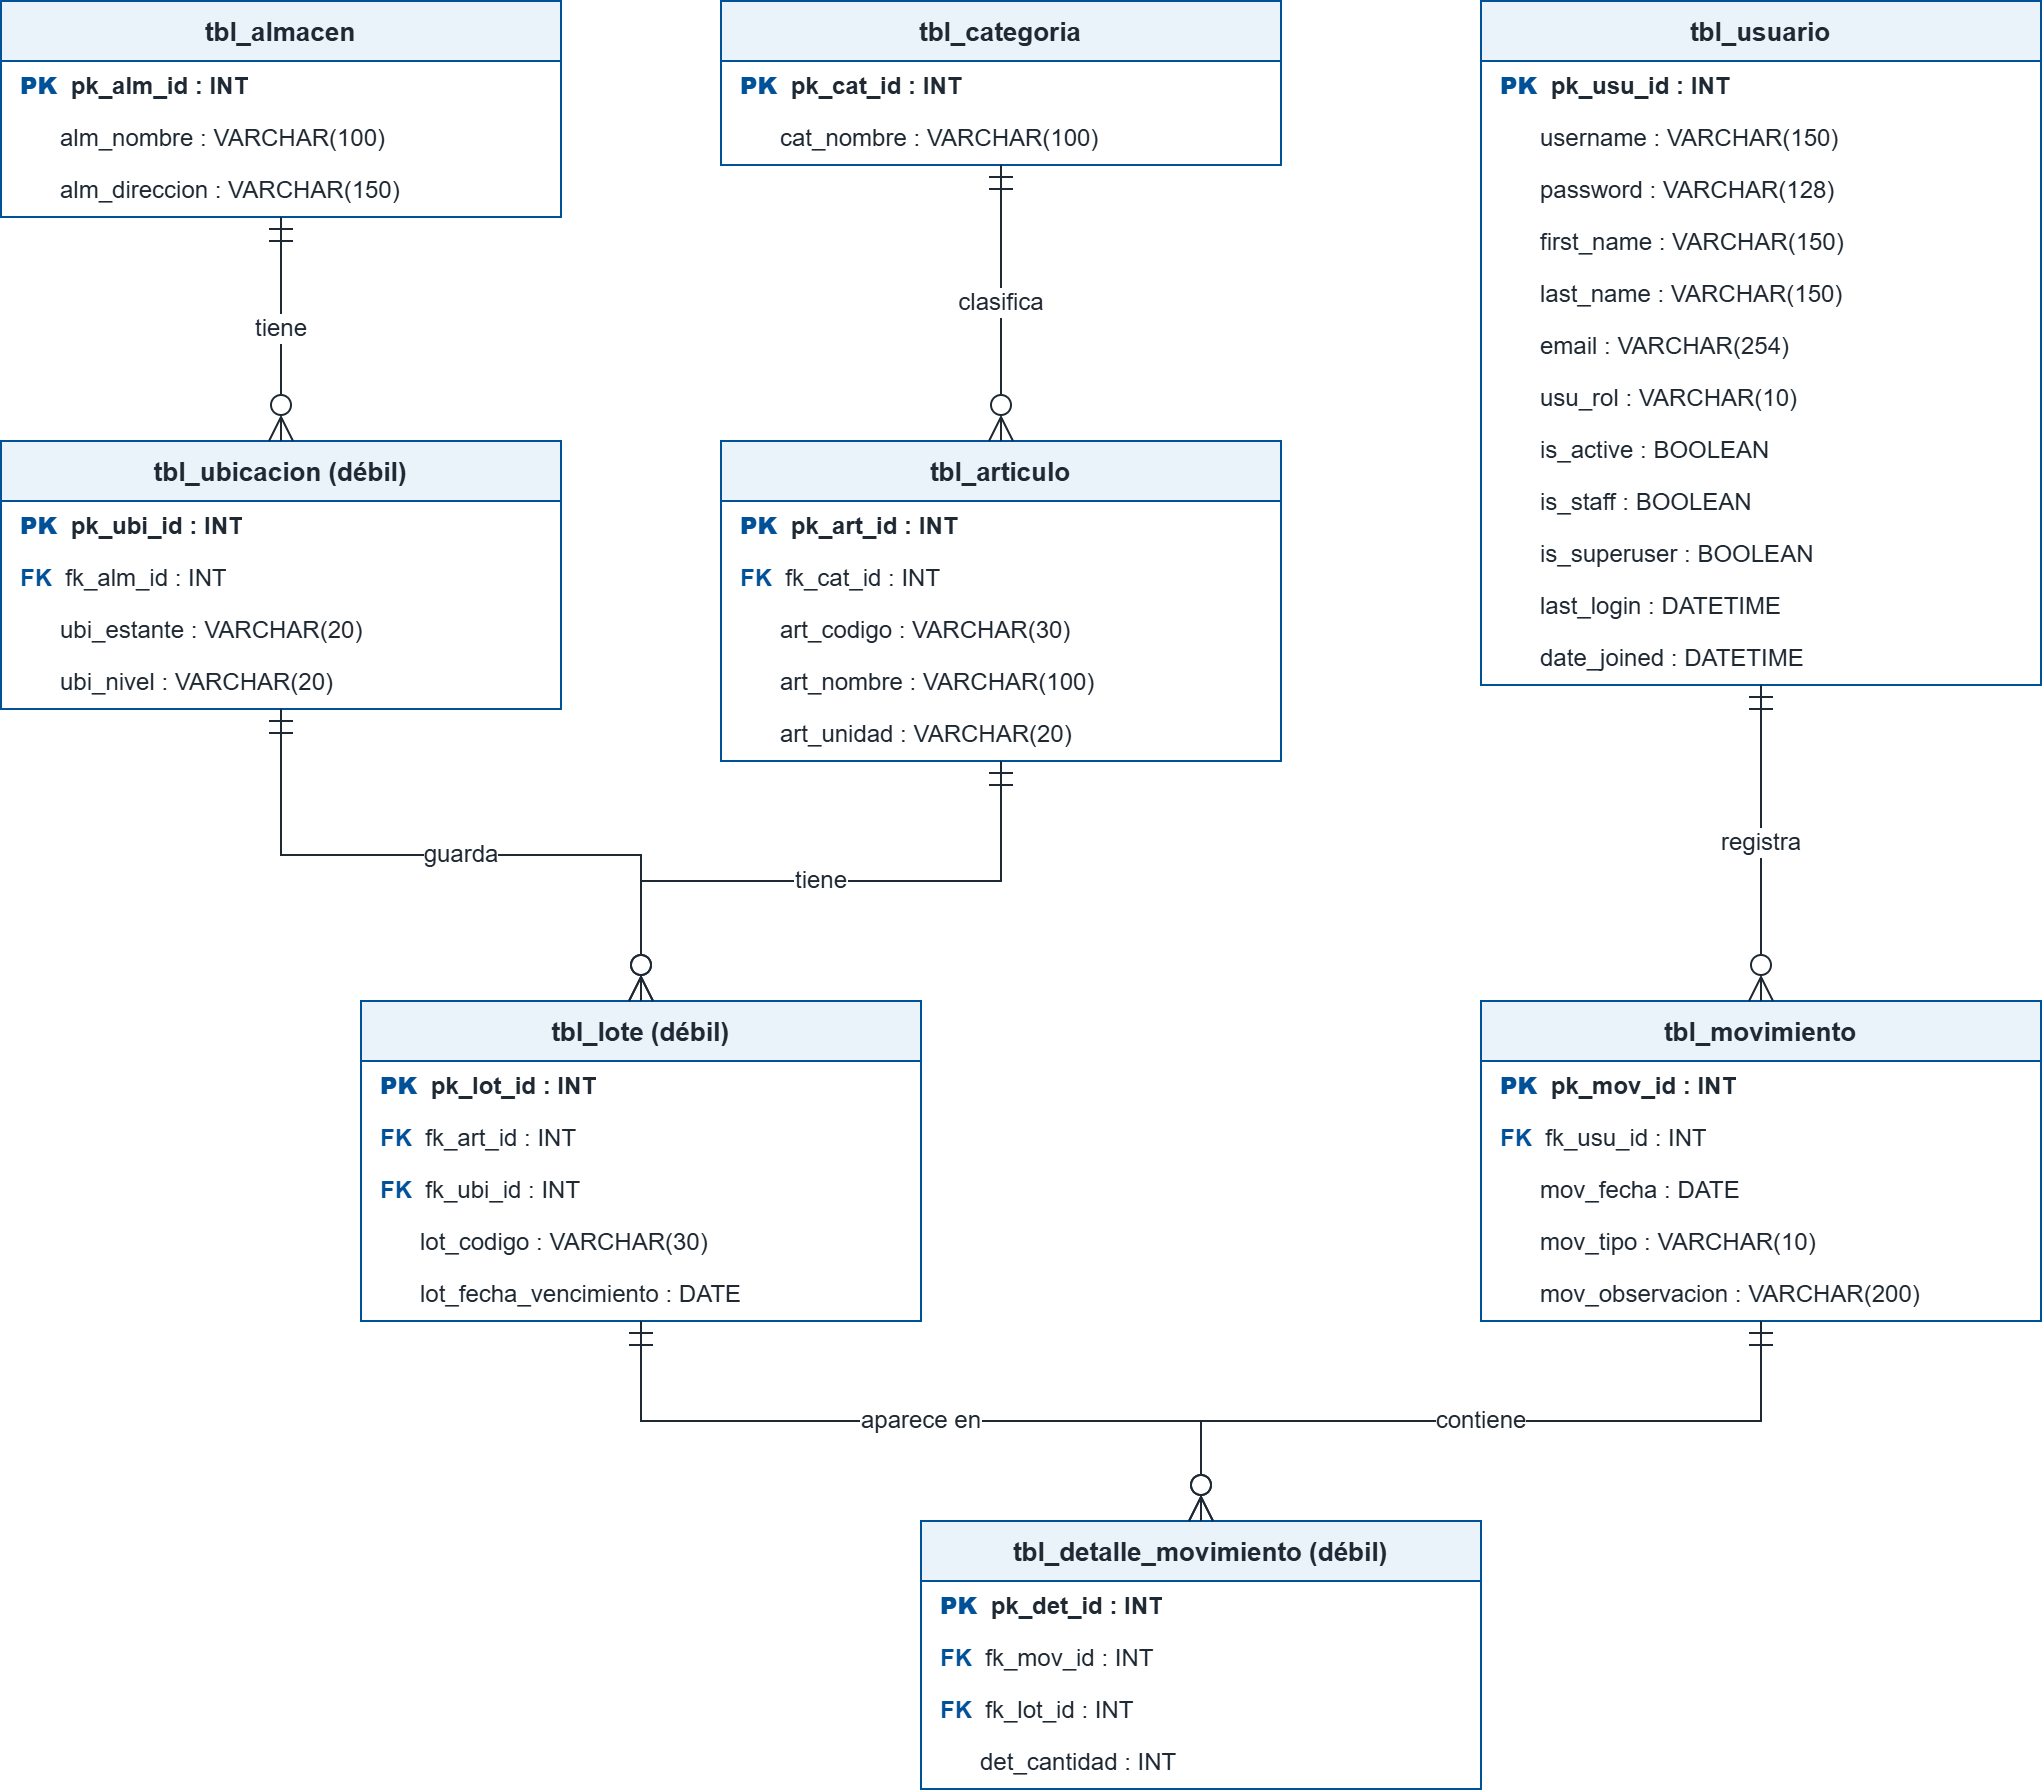 tbl_almacen
PK pk_alm_id : INT
alm_nombre : VARCHAR(100)
alm_direccion : VARCHAR(150)
tbl_categoria
PK pk_cat_id : INT
cat_nombre : VARCHAR(100)
tbl_usuario
PK pk_usu_id : INT
username : VARCHAR(150)
password : VARCHAR(128)
first_name : VARCHAR(150)
last_name : VARCHAR(150)
email : VARCHAR(254)
usu_rol : VARCHAR(10)
is_active : BOOLEAN
is_staff : BOOLEAN
is_superuser : BOOLEAN
last_login : DATETIME
date_joined : DATETIME
tiene
clasifica
tbl_ubicacion (débil)
PK pk_ubi_id : INT
FK fk_alm_id : INT
ubi_estante : VARCHAR(20)
ubi_nivel : VARCHAR(20)
tbl_articulo
PK pk_art_id : INT
FK fk_cat_id : INT
art_codigo : VARCHAR(30)
art_nombre : VARCHAR(100)
art_unidad : VARCHAR(20)
guarda
tiene
registra
tbl_lote (débil)
PK pk_lot_id : INT
FK fk_art_id : INT
FK fk_ubi_id : INT
lot_codigo : VARCHAR(30)
lot_fecha_vencimiento : DATE
tbl_movimiento
PK pk_mov_id : INT
FK fk_usu_id : INT
mov_fecha : DATE
mov_tipo : VARCHAR(10)
mov_observacion : VARCHAR(200)
aparece en
contiene
tbl_detalle_movimiento (débil)
PK pk_det_id : INT
FK fk_mov_id : INT
FK fk_lot_id : INT
det_cantidad : INT